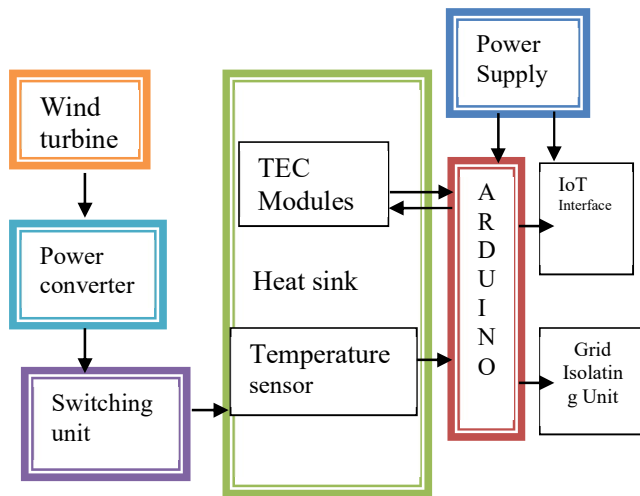 Power
Supply
Wind
turbine
TEC
Modules
A
R
D
U
I
N
O
IoT
Interface
Power
converter
Heat sink
Temperature
sensor
Grid
Isolatin
g Unit
Switching
unit